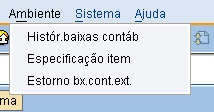 Ambiente Sistema Ajuda
Histór.baixas contáb
Especificação item
Estorno bx.cont.ext.
ma